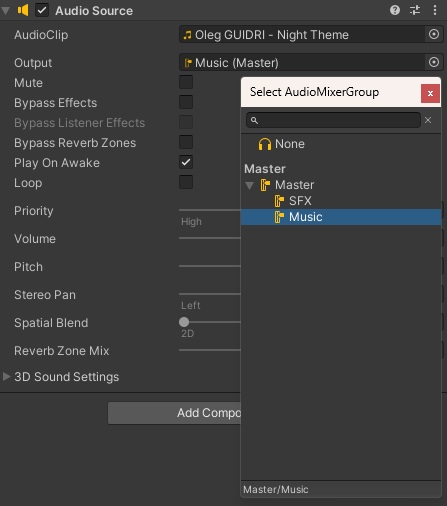 Audio Source
AudioClip
Oleg GUIDRI - Night Theme
Output
Music (Master)
Mute
Bypass Effects
Bypass Listener Effects
Bypass Reverb Zones
Play On Awake
Loop
Priority
High
Volume
Pitch
Stereo Pan
Left
Spatial Blend
2D
Reverb Zone Mix
3D Sound Settings
Add Compo
Select AudioMixerGroup
None
Master
Master
SFX
Music
Master/Music